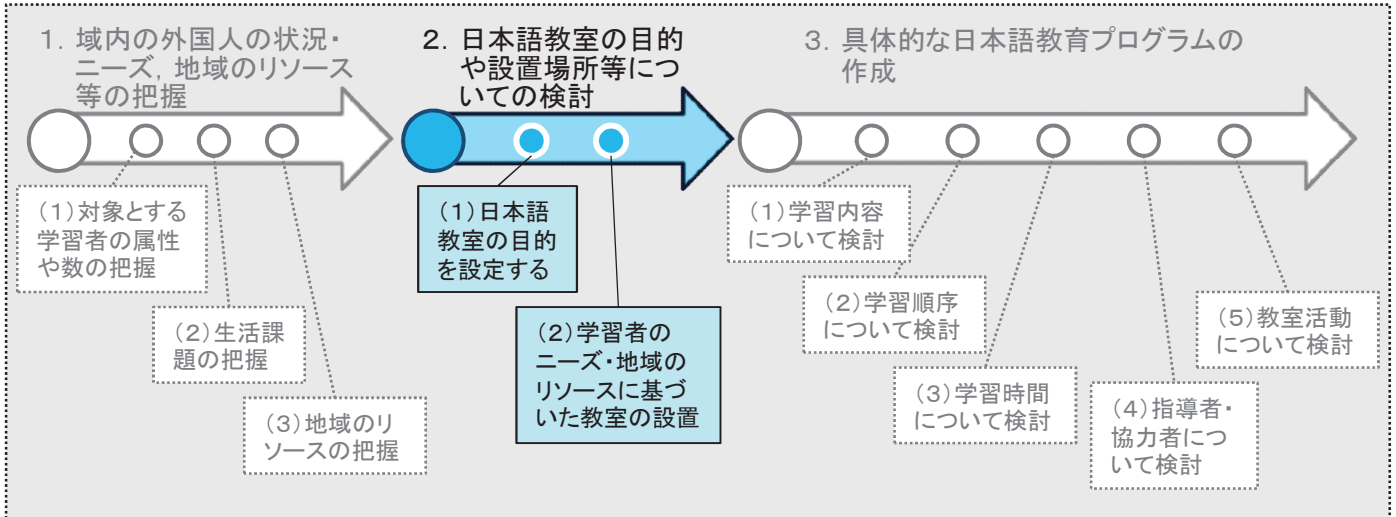 1．域内の外国人の状況・
ニーズ，地域のリソース
等の把握
(1)対象とする
学習者の属性
や数の把握
(2)生活課
題の把握
(3)地域のリ
ソースの把握
2．日本語教室の目的
や設置場所等につ
いての検討
(1)日本語
教室の目的
を設定する
(2)学習者の
ニーズ・地域の
リソースに基づ
いた教室の設置
3．具体的な日本語教育プログラムの
作成
(1)学習内容
について検討
(2)学習順序
について検討
(3)学習時間
について検討
(4)指導者・
協力者につ
いて検討
(5)教室活動
について検討